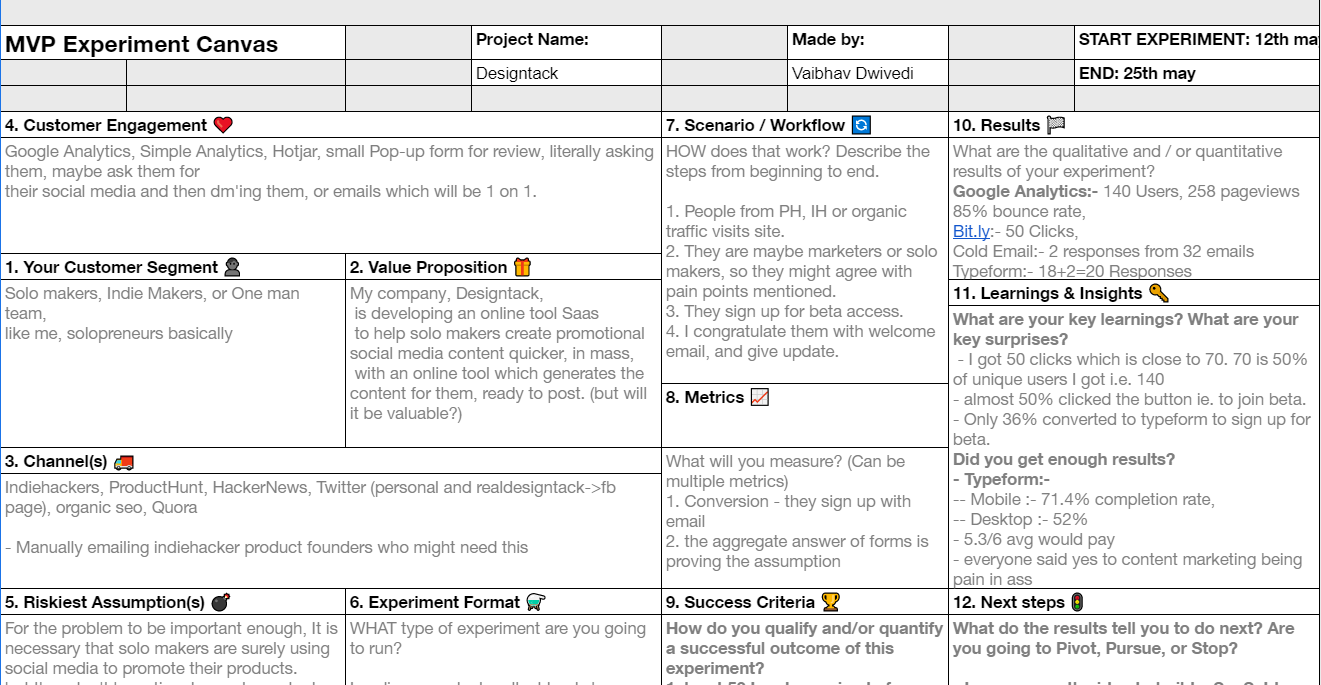 MVP Experiment Canvas
Project Name:
Made by:
START EXPERIMENT: 12th may
Designtack
Vaibhav Dwivedi
END: 25th may
4. Customer Engagement ❤️
Google Analytics, Simple Analytics, Hotjar, small Pop-up form for review, literally asking
them, maybe ask them for
their social media and then dm'ing them, or emails which will be 1 on 1.
1. Your Customer Segment 👤
Solo makers, Indie Makers, or One man
team,
like me, solopreneurs basically
2. Value Proposition 🎁
My company, Designtack,
is developing an online tool Saas
to help solo makers create promotional
social media content quicker, in mass,
with an online tool which generates the
content for them, ready to post. (but will
it be valuable?)
3. Channel(s) 🚚
Indiehackers, ProductHunt, HackerNews, Twitter (personal and realdesigntack->fb
page), organic seo, Quora
- Manually emailing indiehacker product founders who might need this
5. Riskiest Assumption(s) 💣
For the problem to be important enough, It is
necessary that solo makers are surely using
social media to promote their products.
6. Experiment Format
WHAT type of experiment are you going
to run?
7. Scenario / Workflow 🔄
HOW does that work? Describe the
steps from beginning to end.
1. People from PH, IH or organic
traffic visits site.
2. They are maybe marketers or solo
makers, so they might agree with
pain points mentioned.
3. They sign up for beta access.
4. I congratulate them with welcome
email, and give update.
8. Metrics 📈
What will you measure? (Can be
multiple metrics)
1. Conversion - they sign up with
email
2. the aggregate answer of forms is
proving the assumption
9. Success Criteria 🏆
How do you qualify and/or quantify
a successful outcome of this
experiment?
10. Results 🏁
What are the qualitative and / or quantitative
results of your experiment?
Google Analytics:- 140 Users, 258 pageviews
85% bounce rate,
Bit.ly:- 50 Clicks,
Cold Email:- 2 responses from 32 emails
Typeform:- 18+2=20 Responses
11. Learnings & Insights 🔑
What are your key learnings? What are your
key surprises?
- I got 50 clicks which is close to 70. 70 is 50%
of unique users I got i.e. 140
- almost 50% clicked the button ie. to join beta.
- Only 36% converted to typeform to sign up for
beta.
Did you get enough results?
- Typeform:-
-- Mobile :- 71.4% completion rate,
-- Desktop :- 52%
- 5.3/6 avg would pay
- everyone said yes to content marketing being
pain in ass
12. Next steps 🚦
What do the results tell you to do next? Are
you going to Pivot, Pursue, or Stop?